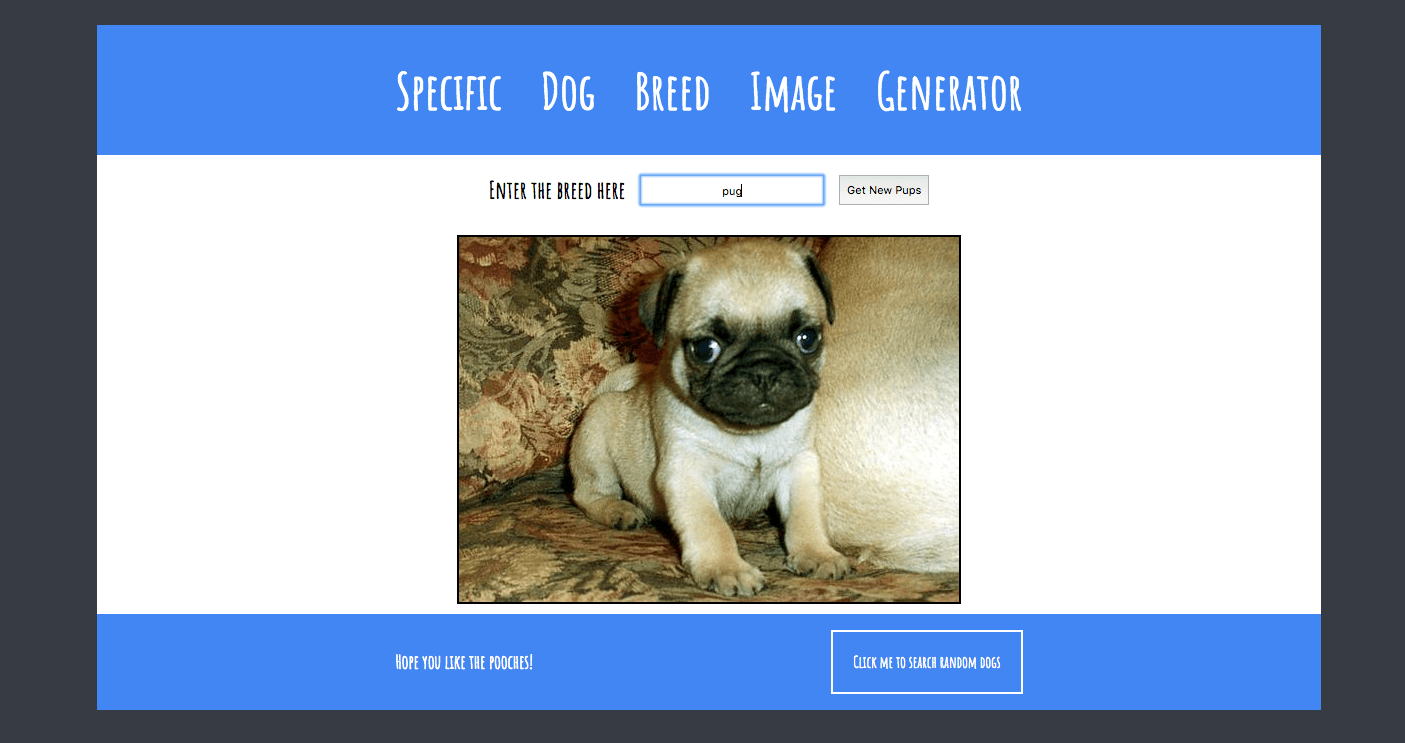 Specific Dog Breed Image Generator
Enter the breed here pug Get New Pups
Hope you like the pooches! Click me to search random dogs